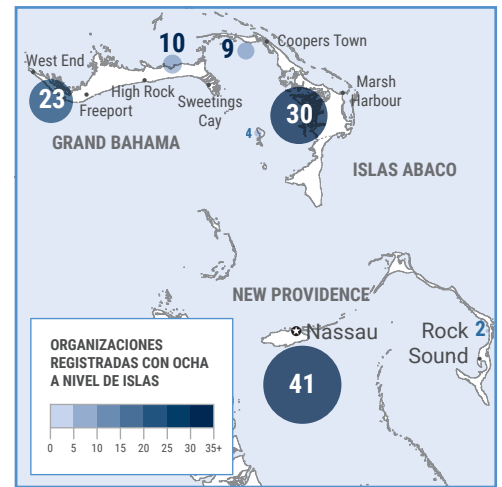 10
9
Coopers Town
West End
23
High Rock
Freeport
Sweetings
Cay
Marsh
Harbour
30
4
GRAND BAHAMA
ISLAS ABACO
NEW PROVIDENCE
Nassau
Rock
Sound
2
41
ORGANIZACIONES
REGISTRADAS CON OCHA
A NIVEL DE ISLAS
0 5 10 15 20 25 30 35+